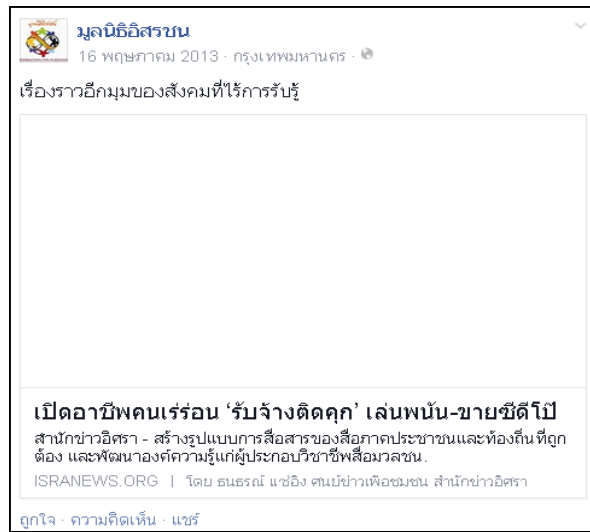 มูลนิธิอิสรชน
16 พฤษภาคม 2013 · กรุงเทพมหานคร ·
เรื่องราวอีกมุมของสังคมที่ไร้การรับรู้
เปิดอาชีพคนเร่ร่อน ‘รับจ้างติดคุก’ เล่นพนัน-ขายซีดีโป๊
สำนักข่าวอิศรา - สร้างรูปแบบการสื่อสารของสื่อภาคประชาชนและท้องถิ่นที่ถูก
ต้อง และพัฒนาองค์ความรู้แก่ผู้ประกอบวิชาชีพสื่อมวลชน.
ISRANEWS.ORG | โดย ธนธรณ์ แซ่อิง ศนย์ข่าวเพือชมชน สำนักข่าวอิศรา
ถูกใจ · ความคิดเห็น · แชร์